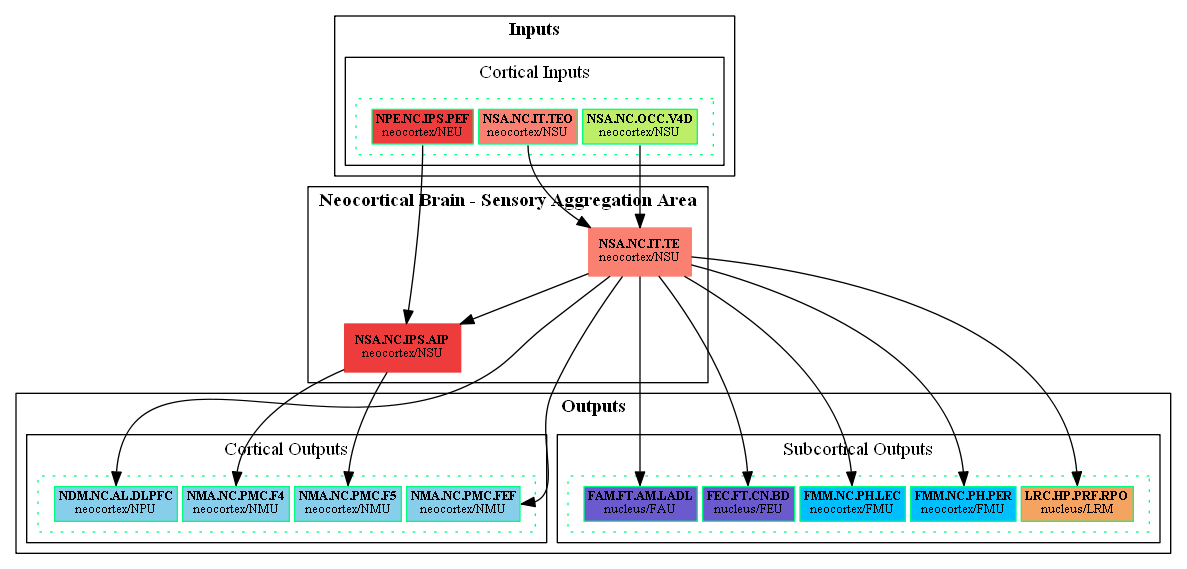 Inputs
Cortical Inputs
NPE.NC.IPS.PEF
neocortex/NEU
NSA.NC.IT.TEO
neocortex/NSU
NSA.NC.OCC.V4D
neocortex/NSU
Neocortical Brain - Sensory Aggregation Area
NSA.NC.IT.TE
neocortex/NSU
NSA.NC.IPS.AIP
neocortex/NSU
Outputs
Cortical Outputs
NDM.NC.AL.DLPFC
neocortex/NPU
NMA.NC.PMC.F4
neocortex/NMU
NMA.NC.PMC.F5
neocortex/NMU
NMA.NC.PMC.FEF
neocortex/NMU
Subcortical Outputs
FAM.FT.AM.LADL
nucleus/FAU
FEC.FT.CN.BD
nucleus/FEU
FMM.NC.PH.LEC
neocortex/FMU
FMM.NC.PH.PER
neocortex/FMU
LRC.HP.PRF.RPO
nucleus/LRM